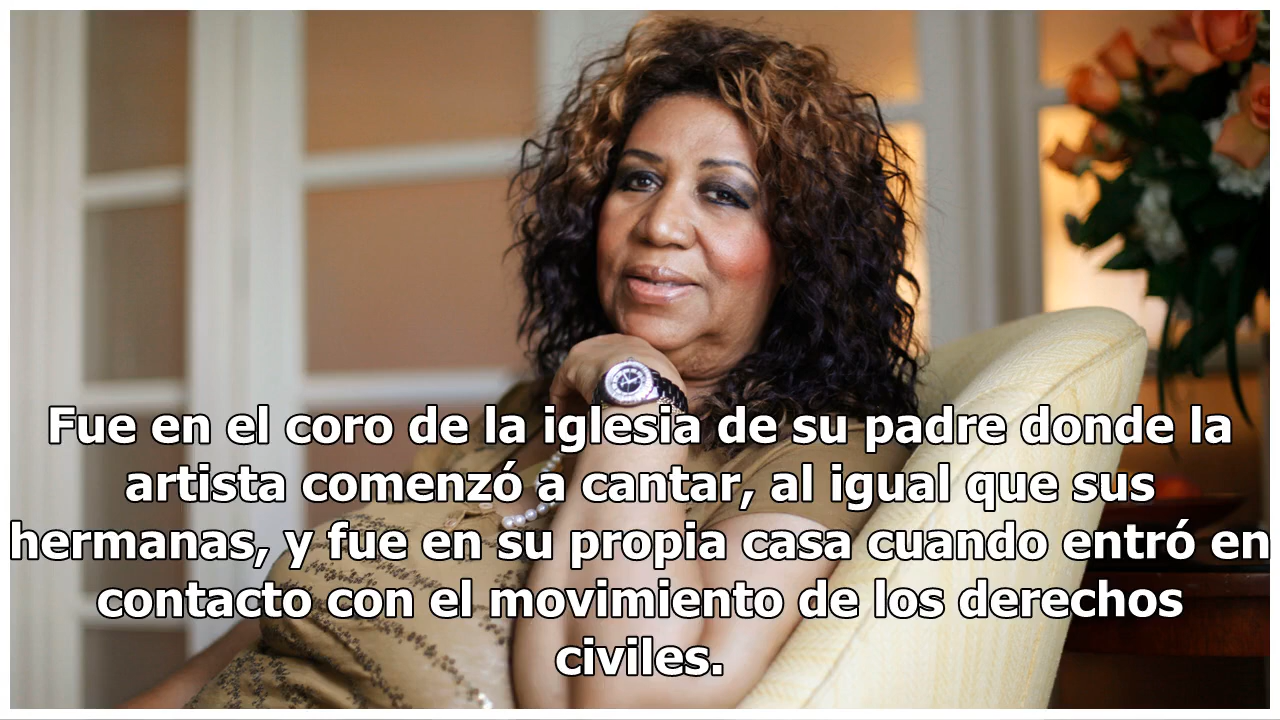 Fue en el coro de la iglesia de su padre donde la
artista comenzó a cantar, al igual que sus
hermanas, y fue en su propia casa cuando entró en
contacto con el movimiento de los derechos
civiles.